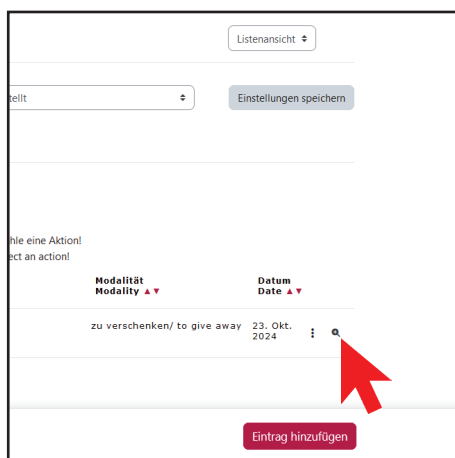 Listenansicht
tellt
Einstellungen speichern
hle eine Aktion!
ect an action!
Modalität
Modality ▲▼
Datum
Date ▲▼
zu verschenken/ to give away
23. Okt.
2024
Eintrag hinzufügen